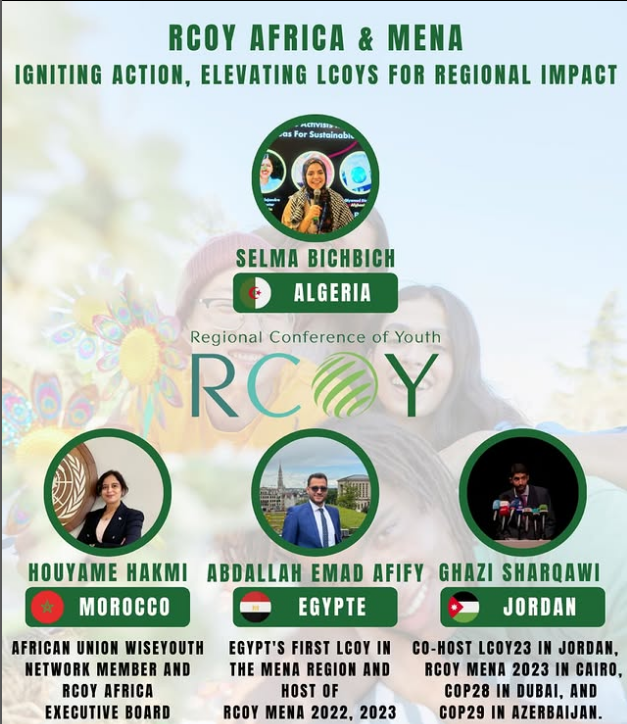 RCOY AFRICA & MENA
IGNITING ACTION, ELEVATING LCOYS FOR REGIONAL IMPACT
as For Sustainabl
SELMA BICHBICH
ALGERIA
Regional Conference of Youth
RCOY
HOUYAME HAKMI
ABDALLAH EMAD AFIFY
GHAZI SHARQAWI
MOROCCO
EGYPTE
JORDAN
AFRICAN UNION WISEYOUTH
NETWORK MEMBER AND
RCOY AFRICA
EXECUTIVE BOARD
EGYPT'S FIRST LCOY IN
THE MENA REGION AND
HOST OF
RCOY MENA 2022, 2023
CO-HOST LCOY23 IN JORDAN,
RCOY MENA 2023 IN CAIRO,
COP28 IN DUBAI, AND
COP29 IN AZERBAIJAN.